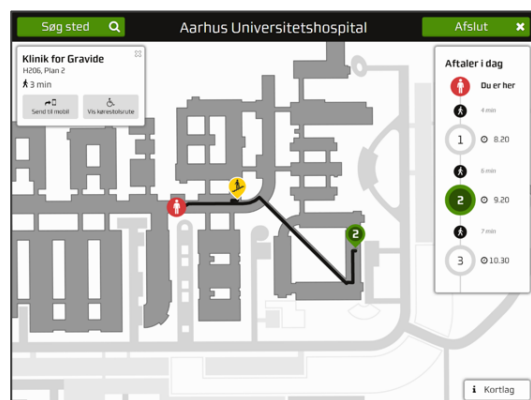 Søg sted
Aarhus Universitetshospital
Afslut
Klinik for Gravide
H206, Plan 2
3 min
Send til mobil
Vis kørestolsrute
2
Aftaler i dag
Du er her
4 min
1
8.20
6 min
2
9.20
7 min
3
10.30
i Kortlag